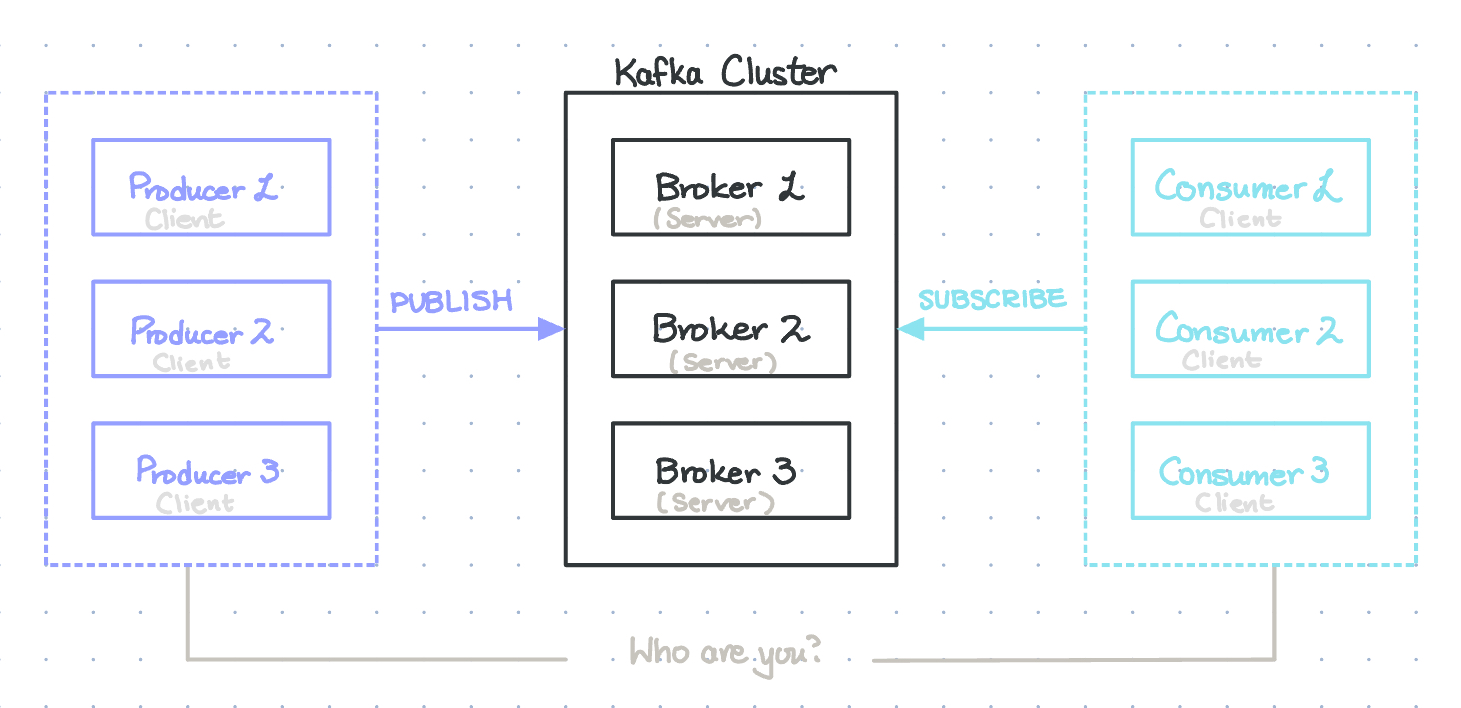 Kafka Cluster
Producer 1
Client
Producer 2
Client
Producer 3
Client
PUBLISH
Broker 1
(Server)
Broker 2
(Server)
Broker 3
(Server)
SUBSCRIBE
Consumer 1
Client
Consumer 2
Client
Consumer 3
Client
Who are you?